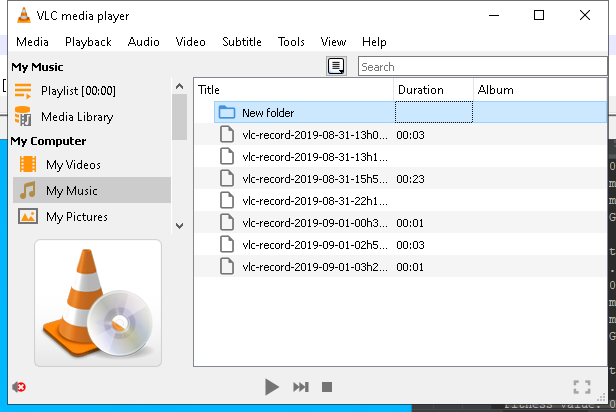 VLC media player
Media Playback Audio Video Subtitle Tools View Help
My Music
Playlist [00:00]
Media Library
My Computer
My Videos
My Music
My Pictures
Search
Title Duration Album
New folder
vlc-record-2019-08-31-13h0... 00:03
vlc-record-2019-08-31-13h1...
vlc-record-2019-08-31-15h5... 00:23
vlc-record-2019-08-31-22h1...
vlc-record-2019-09-01-00h3... 00:01
vlc-record-2019-09-01-02h5... 00:03
vlc-record-2019-09-01-03h2... 00:01